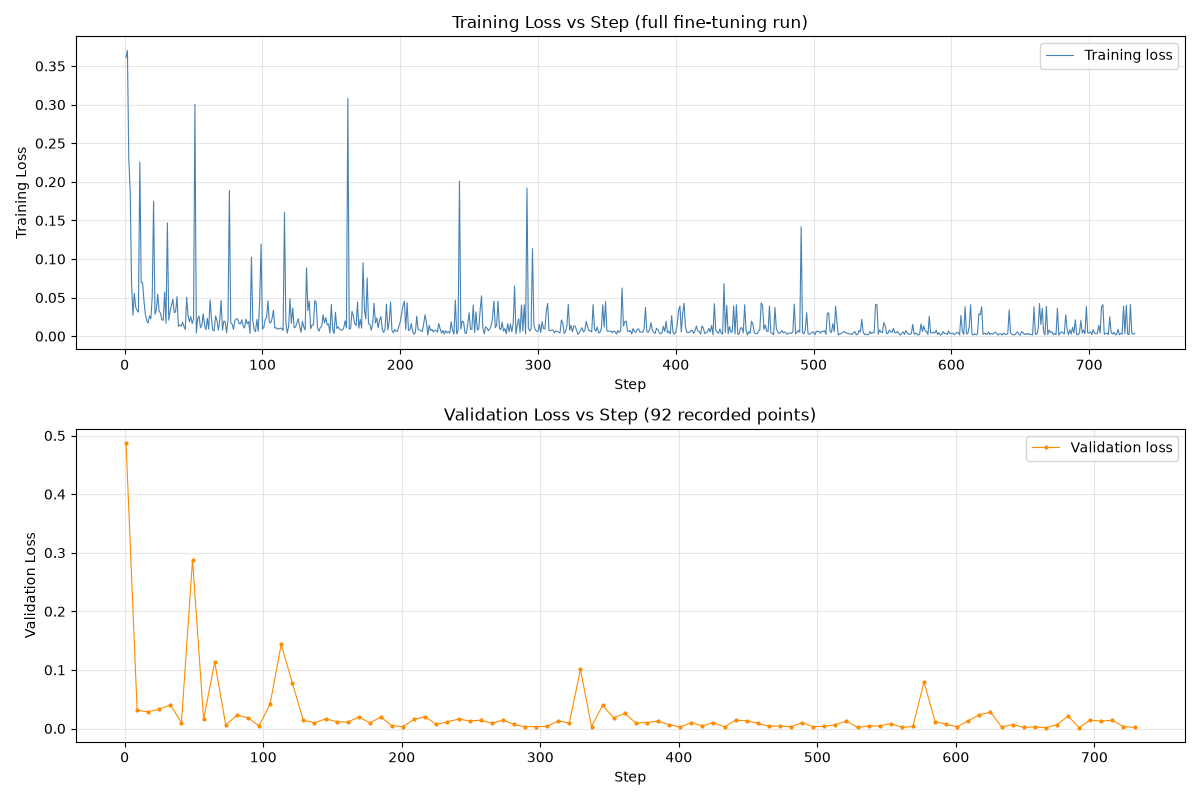 Training Loss vs Step (full fine-tuning run)
Training loss
Training Loss
0.35
0.30
0.25
0.20
0.15
0.10
0.05
0.00
0 100 200 300 400 500 600 700
Step
Validation Loss vs Step (92 recorded points)
Validation loss
Validation Loss
0.5
0.4
0.3
0.2
0.1
0.0
0 100 200 300 400 500 600 700
Step